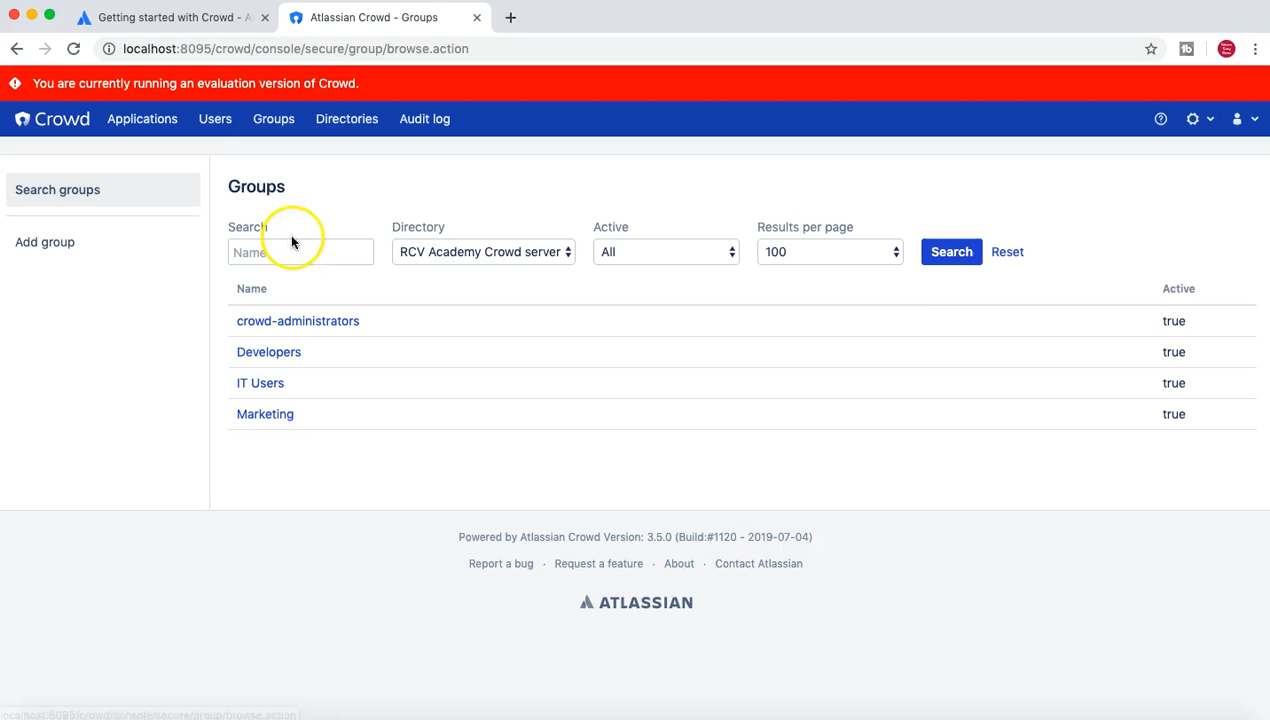 Getting started with Crowd - A
Atlassian Crowd - Groups
localhost:8095/crowd/console/secure/group/browse.action
You are currently running an evaluation version of Crowd.
Crowd Applications Users Groups Directories Audit log
Search groups
Add group
Groups
Search Directory Active Results per page
Name RCV Academy Crowd server All 100 Search Reset
Name Active
crowd-administrators true
Developers true
IT Users true
Marketing true
Powered by Atlassian Crowd Version: 3.5.0 (Build:#1120 - 2019-07-04)
Report a bug · Request a feature · About · Contact Atlassian
ATLASSIAN
localhost:8095/crowd/console/secure/group/browse.action